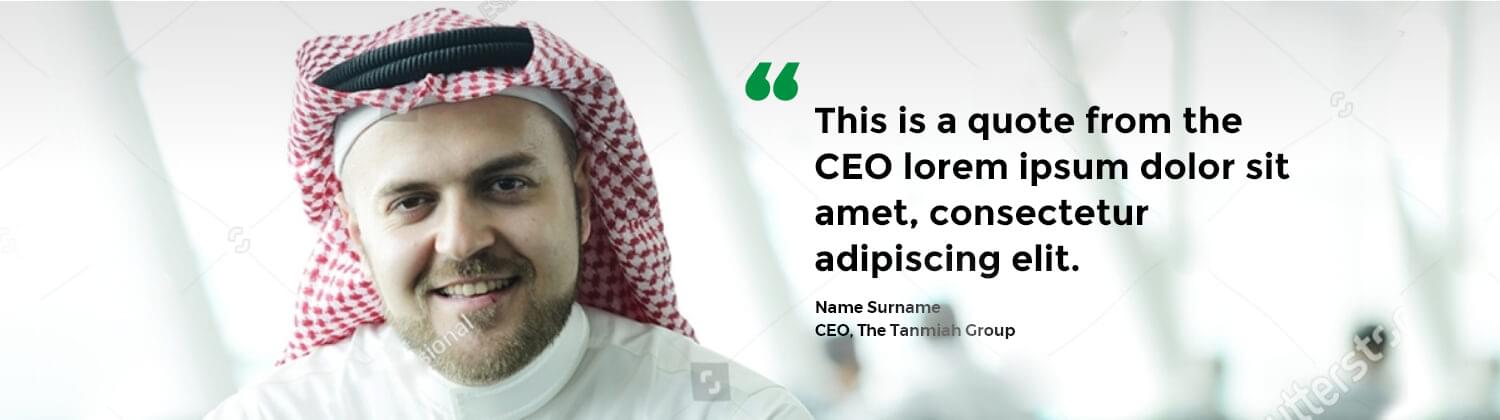 “
This is a quote from the
CEO lorem ipsum dolor sit
amet, consectetur
adipiscing elit.
Name Surname
CEO, The Tanmiah Group